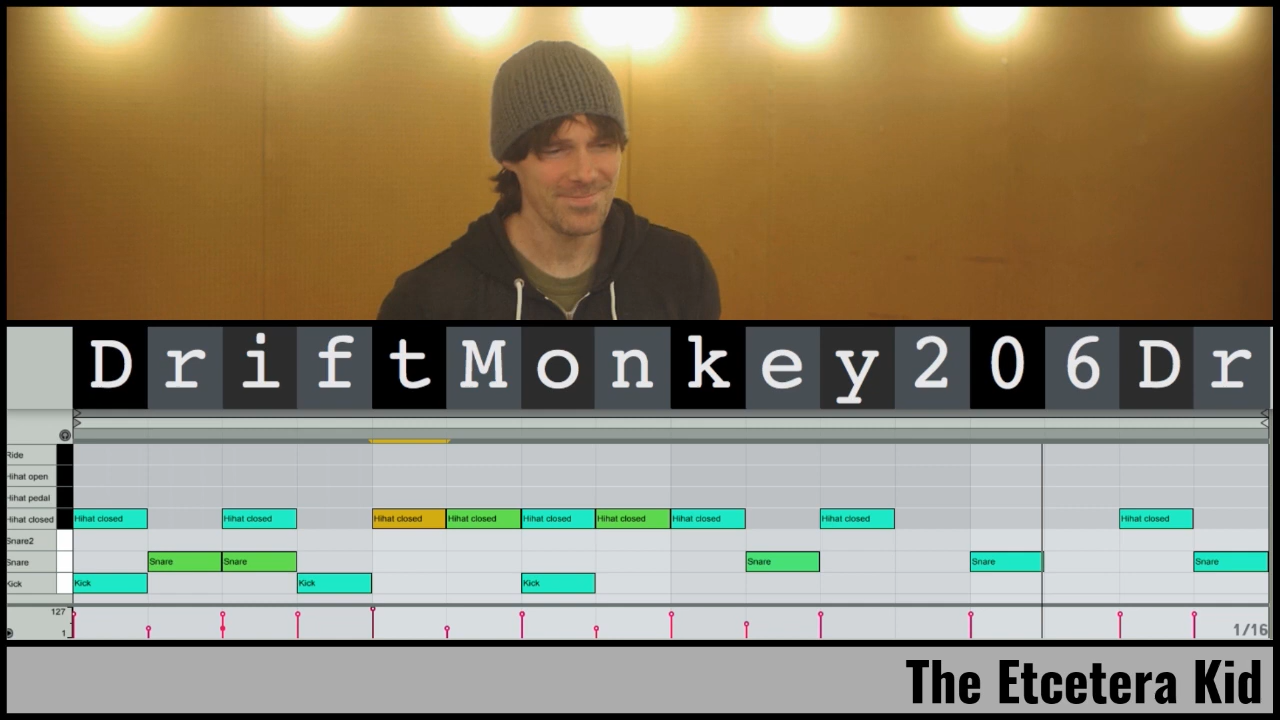 DriftMonkey206Dr
Ride
Hihat open
Hihat pedal
Hihat closed Hihat closed Hihat closed Hihat closed Hihat closed Hihat closed Hihat closed Hihat closed Hihat closed Hihat closed
Snare2
Snare Snare Snare Snare Snare Snare
Kick Kick Kick Kick
127
1 1/16
The Etcetera Kid